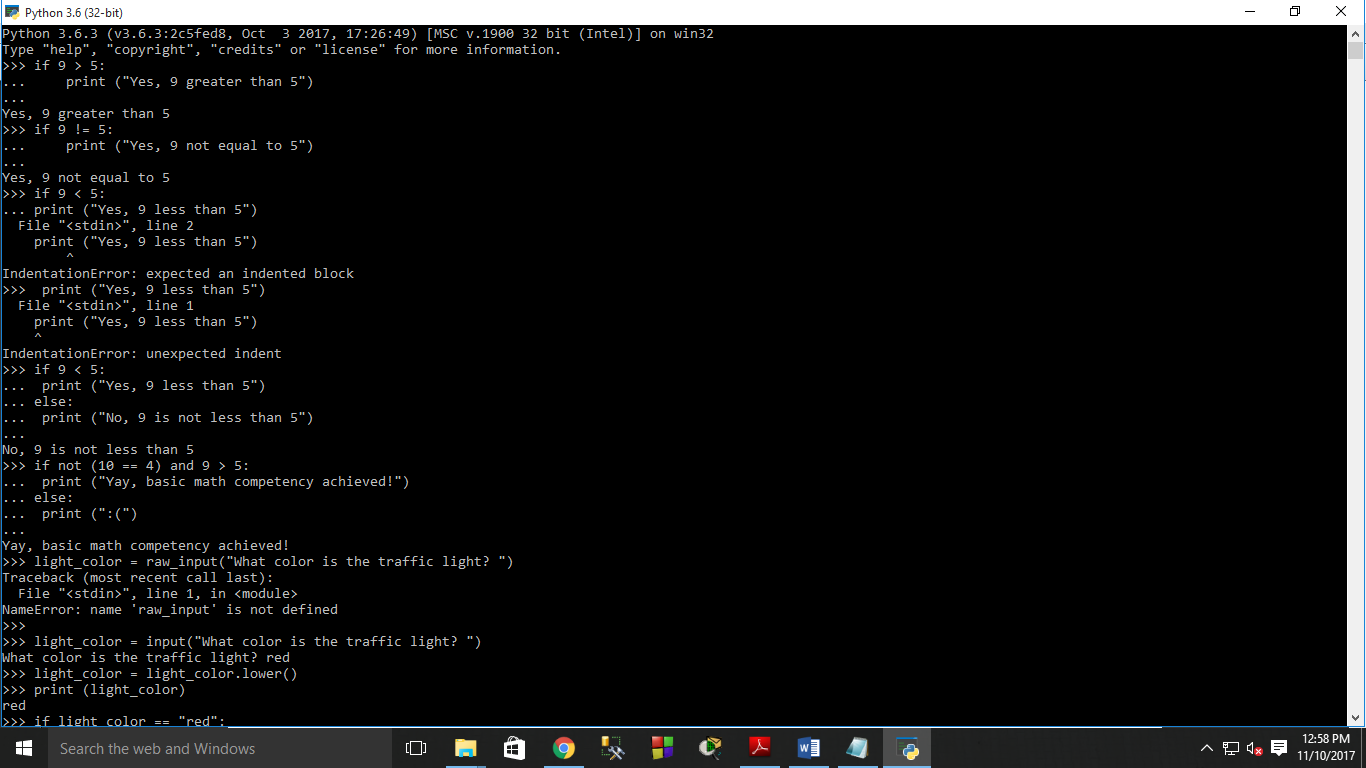 Python 3.6 (32-bit)
Python 3.6.3 (v3.6.3:2c5fed8, Oct  3 2017, 17:26:49) [MSC v.1900 32 bit (Intel)] on win32
Type "help", "copyright", "credits" or "license" for more information.
>>> if 9 > 5:
...     print ("Yes, 9 greater than 5")
...
Yes, 9 greater than 5
>>> if 9 != 5:
...     print ("Yes, 9 not equal to 5")
...
Yes, 9 not equal to 5
>>> if 9 < 5:
... print ("Yes, 9 less than 5")
  File "<stdin>", line 2
    print ("Yes, 9 less than 5")
        ^
IndentationError: expected an indented block
>>>  print ("Yes, 9 less than 5")
  File "<stdin>", line 1
    print ("Yes, 9 less than 5")
    ^
IndentationError: unexpected indent
>>> if 9 < 5:
...  print ("Yes, 9 less than 5")
... else:
...  print ("No, 9 is not less than 5")
...
No, 9 is not less than 5
>>> if not (10 == 4) and 9 > 5:
...  print ("Yay, basic math competency achieved!")
... else:
...  print (":(")
...
Yay, basic math competency achieved!
>>> light_color = raw_input("What color is the traffic light? ")
Traceback (most recent call last):
  File "<stdin>", line 1, in <module>
NameError: name 'raw_input' is not defined
>>>
>>> light_color = input("What color is the traffic light? ")
What color is the traffic light? red
>>> light_color = light_color.lower()
>>> print (light_color)
red
>>> if light_color == "red":
Search the web and Windows
12:58 PM
11/10/2017